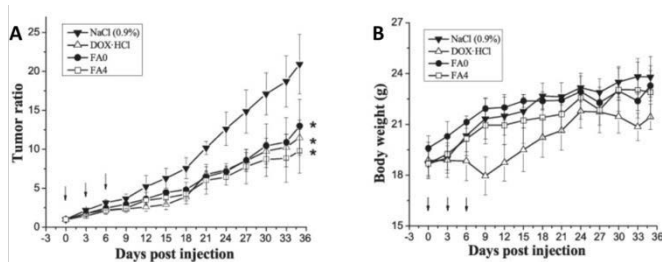 A
NaCl (0.9%)
DOX·HCl
FA0
FA4
Tumor ratio
25
20
15
10
5
0
*
*
*
-3 0 3 6 9 12 15 18 21 24 27 30 33 36
Days post injection
B
NaCl (0.9%)
DOX·HCl
FA0
FA4
Body weight (g)
27
24
21
18
15
-3 0 3 6 9 12 15 18 21 24 27 30 33 36
Days post injection